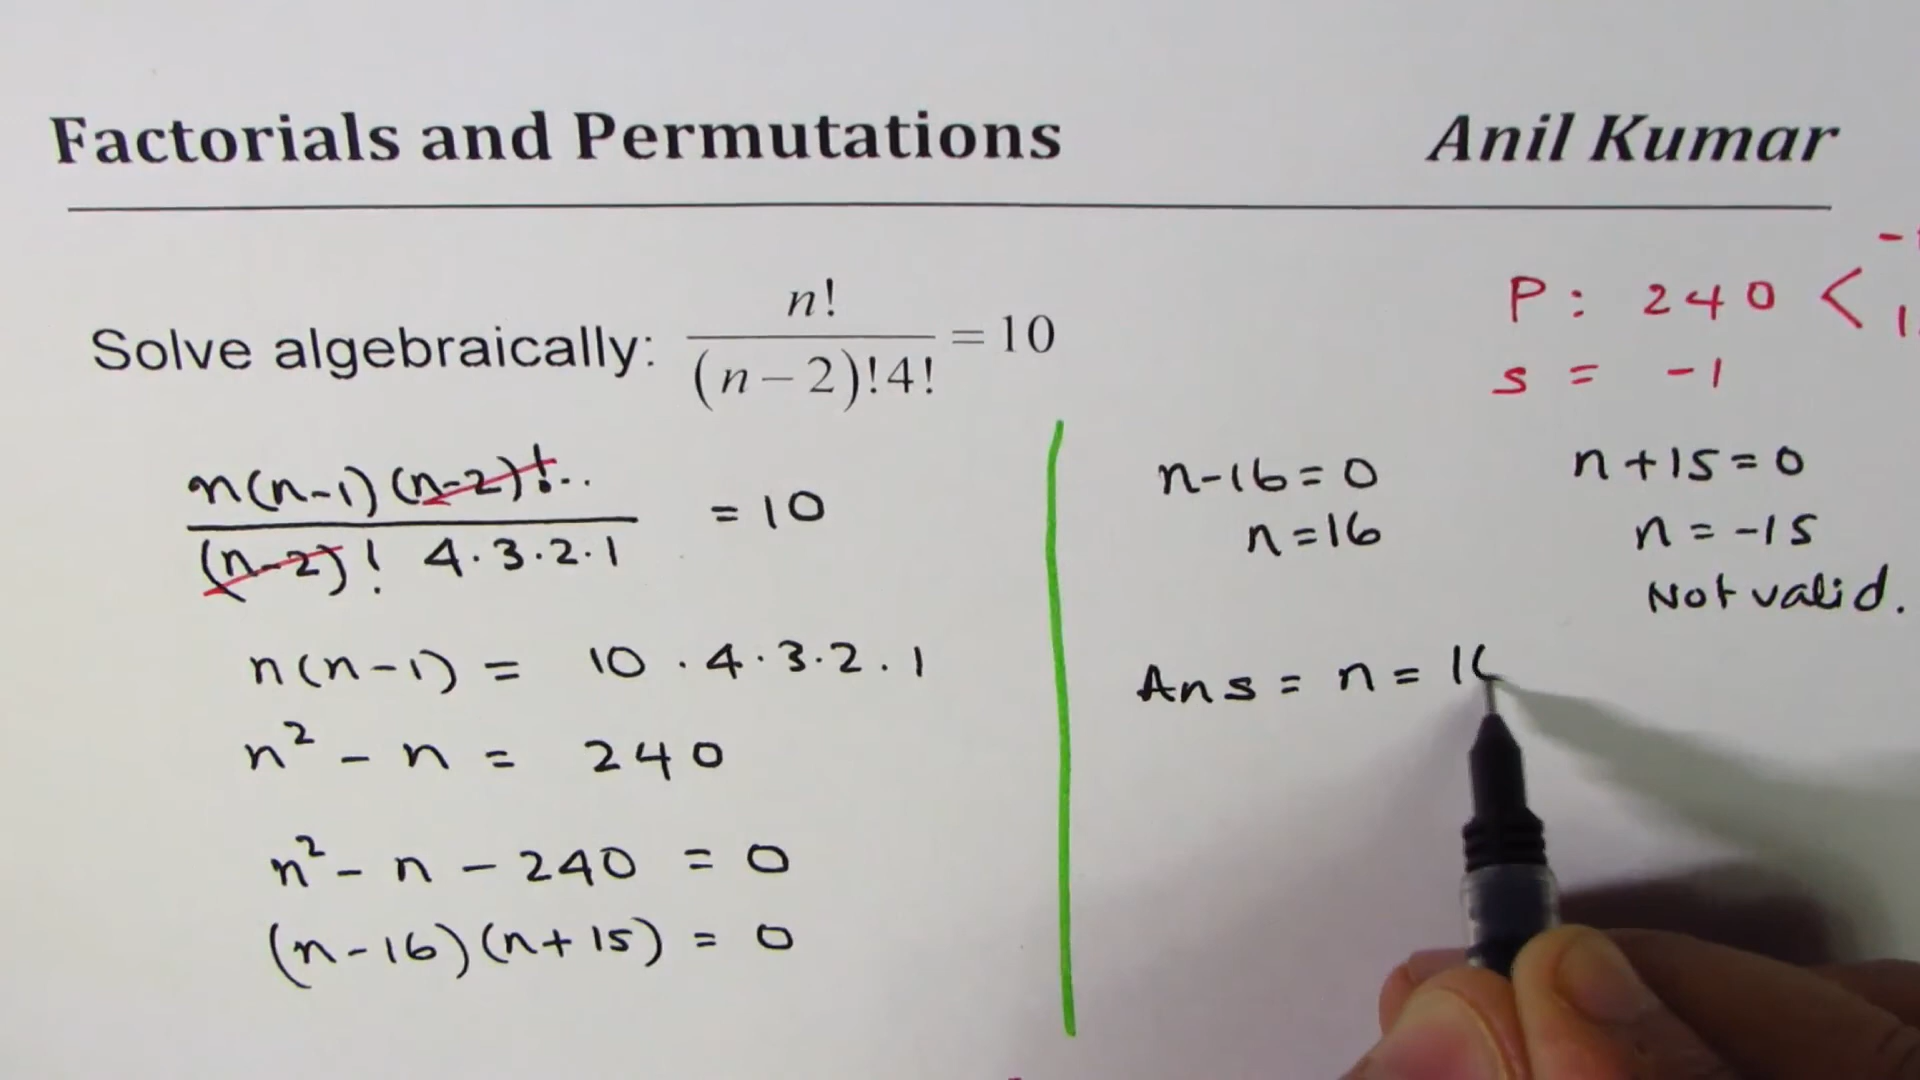 Factorials and Permutations
Anil Kumar
Solve algebraically: n! / (n−2)!4! = 10
n(n-1)(n-2)!.. / (n-2)! 4·3·2·1 = 10
n(n-1) = 10·4·3·2·1
n² - n = 240
n² - n - 240 = 0
(n-16)(n+15) = 0
P: 240 <
s = -1
n-16=0
n=16
n+15=0
n = -15
Not valid.
Ans = n = 16